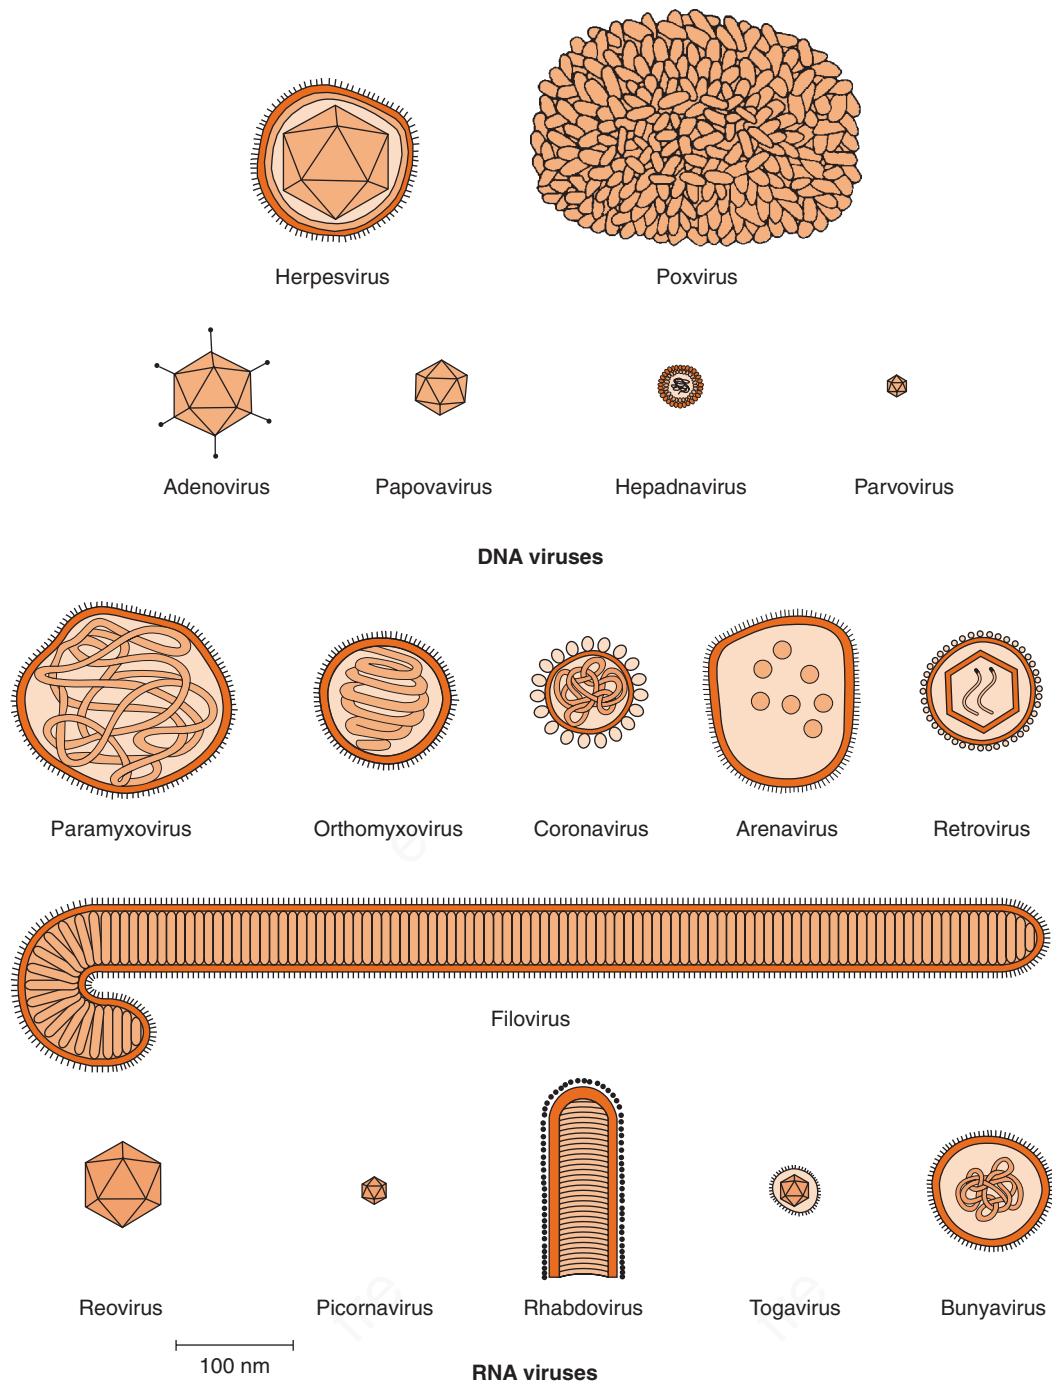 Herpesvirus
Poxvirus
Adenovirus
Papovavirus
Hepadnavirus
Parvovirus
DNA viruses
Paramyxovirus
Orthomyxovirus
Coronavirus
Arenavirus
Retrovirus
Filovirus
Reovirus
Picornavirus
Rhabdovirus
Togavirus
Bunyavirus
100 nm
RNA viruses